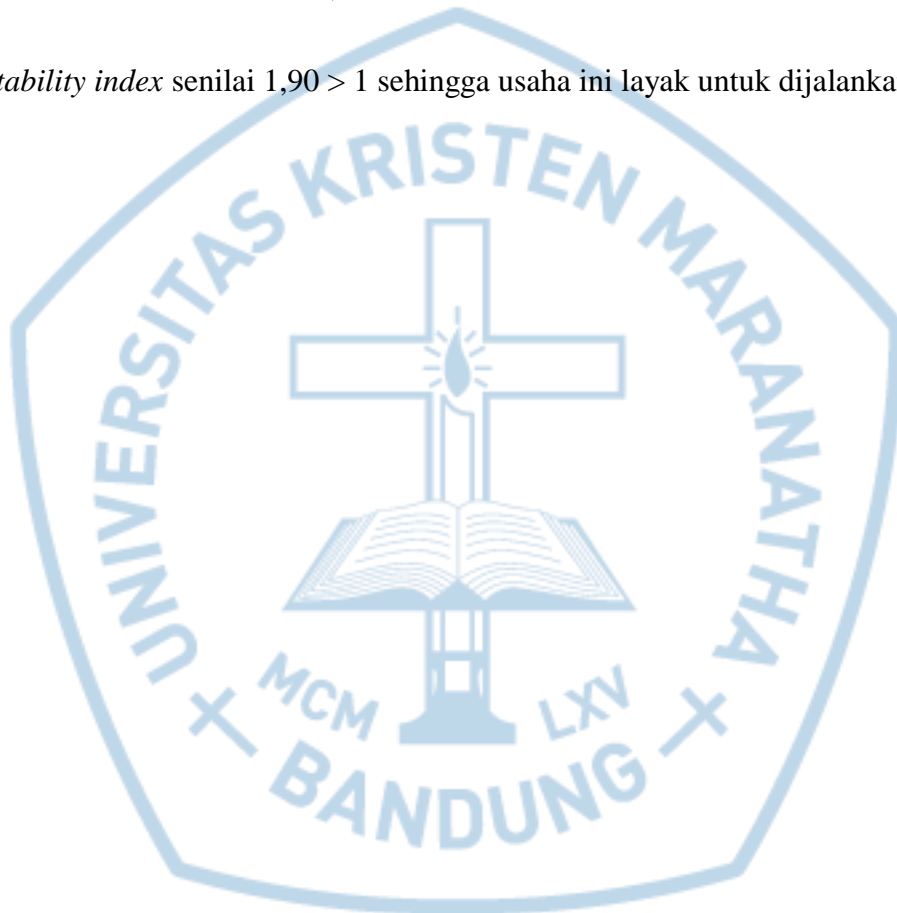 tability index senilai 1,90 > 1 sehingga usaha ini layak untuk dijalanka
UNIVERSITAS KRISTEN MARANATHA
MCM LXV
BANDUNG